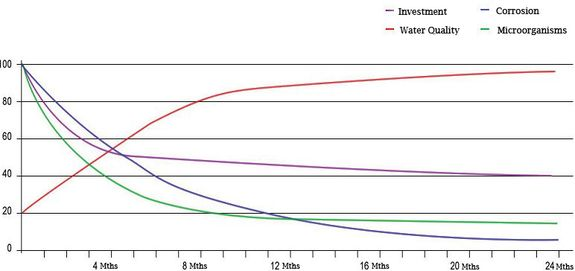 Investment Corrosion
Water Quality Microorganisms
100
80
60
40
20
0
4 Mths 8 Mths 12 Mths 16 Mths 20 Mths 24 Mths